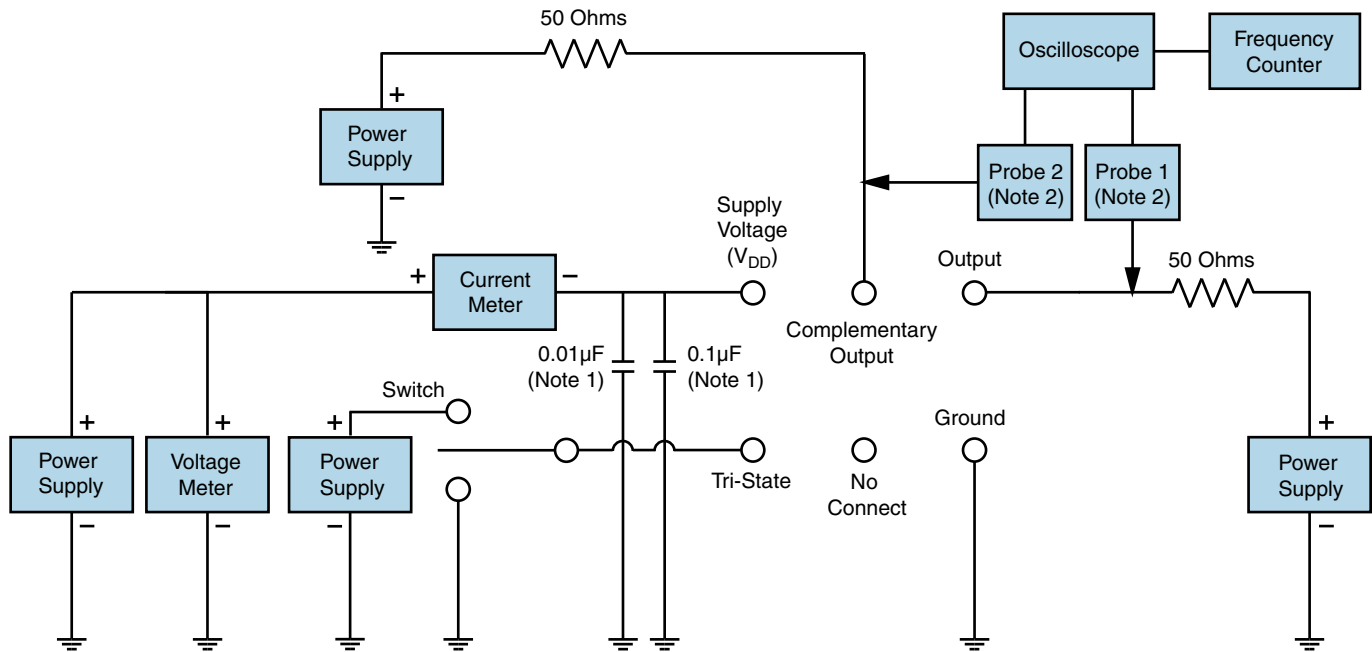 50 Ohms
Oscilloscope
Frequency
Counter
+
Power
Supply
−
Probe 2
(Note 2)
Probe 1
(Note 2)
Supply
Voltage
(VDD)
Output
50 Ohms
+
Current
Meter
−
Complementary
Output
0.01µF
(Note 1)
0.1µF
(Note 1)
Switch
Ground
+
Power
Supply
−
+
Voltage
Meter
−
+
Power
Supply
−
Tri-State
No
Connect
+
Power
Supply
−